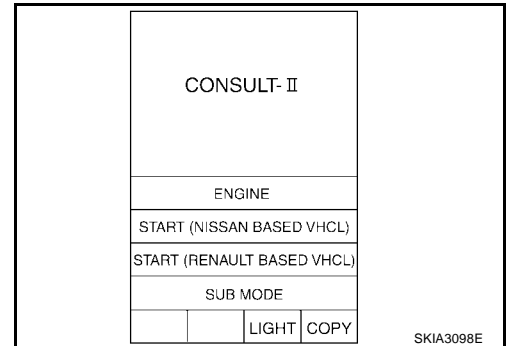 CONSULT-Ⅱ
ENGINE
START (NISSAN BASED VHCL)
START (RENAULT BASED VHCL)
SUB MODE
LIGHT COPY
SKIA3098E